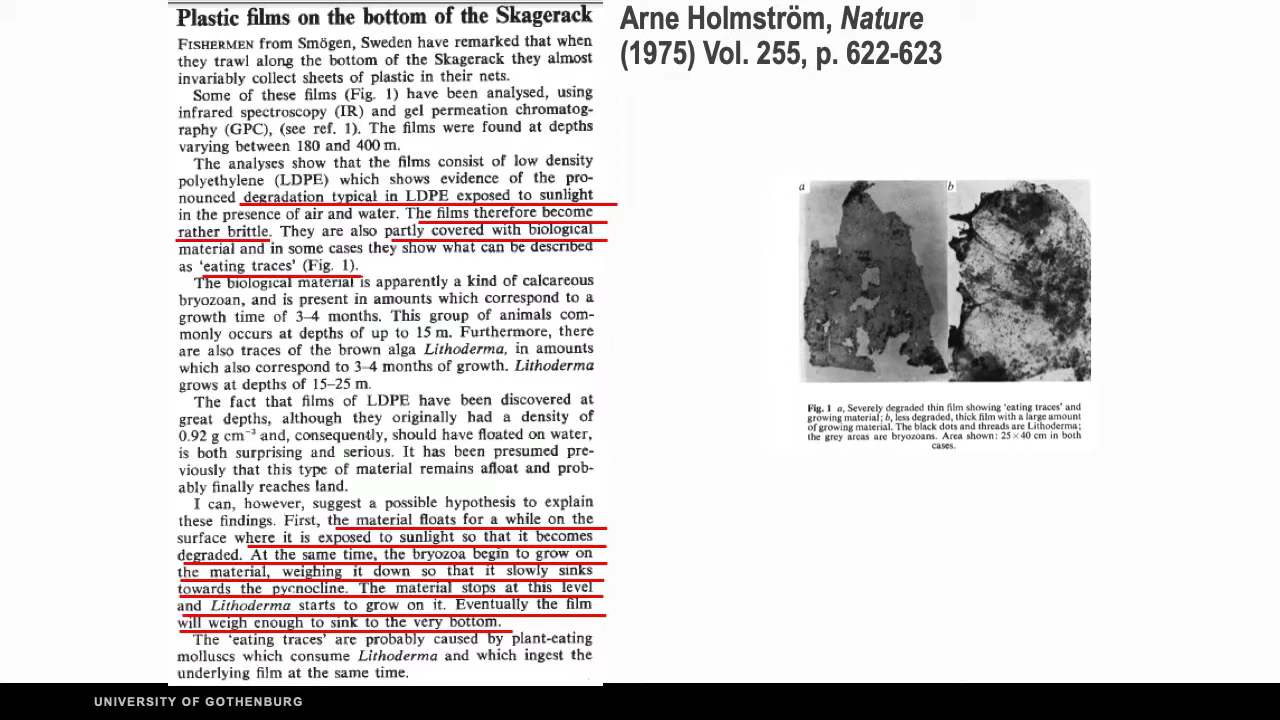 Plastic films on the bottom of the Skagerack
FISHERMEN from Smögen, Sweden have remarked that when
they trawl along the bottom of the Skagerack they almost
invariably collect sheets of plastic in their nets.
Some of these films (Fig. 1) have been analysed, using
infrared spectroscopy (IR) and gel permeation chromatog-
raphy (GPC), (see ref. 1). The films were found at depths
varying between 180 and 400 m.
The analyses show that the films consist of low density
polyethylene (LDPE) which shows evidence of the pro-
nounced degradation typical in LDPE exposed to sunlight
in the presence of air and water. The films therefore become
rather brittle. They are also partly covered with biological
material and in some cases they show what can be described
as ‘eating traces’ (Fig. 1).
The biological material is apparently a kind of calcareous
bryozoan, and is present in amounts which correspond to a
growth time of 3–4 months. This group of animals com-
monly occurs at depths of up to 15 m. Furthermore, there
are also traces of the brown alga Lithoderma, in amounts
which also correspond to 3–4 months of growth. Lithoderma
grows at depths of 15–25 m.
The fact that films of LDPE have been discovered at
great depths, although they originally had a density of
0.92 g cm⁻³ and, consequently, should have floated on water,
is both surprising and serious. It has been presumed pre-
viously that this type of material remains afloat and prob-
ably finally reaches land.
I can, however, suggest a possible hypothesis to explain
these findings. First, the material floats for a while on the
surface where it is exposed to sunlight so that it becomes
degraded. At the same time, the bryozoa begin to grow on
the material, weighing it down so that it slowly sinks
towards the pycnocline. The material stops at this level
and Lithoderma starts to grow on it. Eventually the film
will weigh enough to sink to the very bottom.
The ‘eating traces’ are probably caused by plant-eating
molluscs which consume Lithoderma and which ingest the
underlying film at the same time.
Arne Holmström, Nature
(1975) Vol. 255, p. 622-623
a
b
Fig. 1 a, Severely degraded thin film showing ‘eating traces’ and
growing material; b, less degraded, thick film with a large amount
of growing material. The black dots and threads are Lithoderma;
the grey areas are bryozoans. Area shown: 25×40 cm in both
cases.
UNIVERSITY OF GOTHENBURG